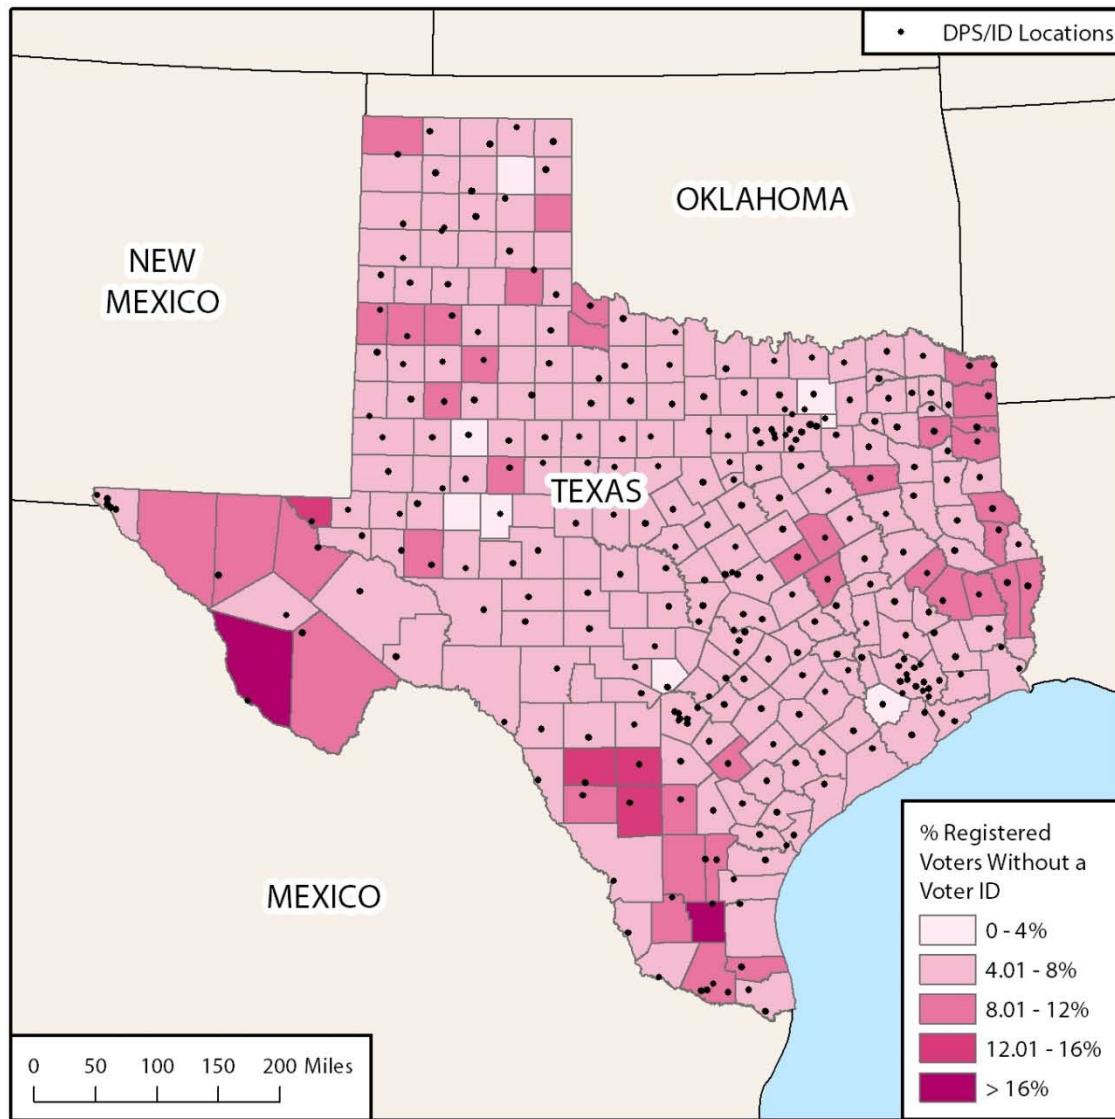 DPS/ID Locations
OKLAHOMA
NEW
MEXICO
TEXAS
MEXICO
% Registered
Voters Without a
Voter ID
0 - 4%
4.01 - 8%
8.01 - 12%
12.01 - 16%
> 16%
0 50 100 150 200 Miles